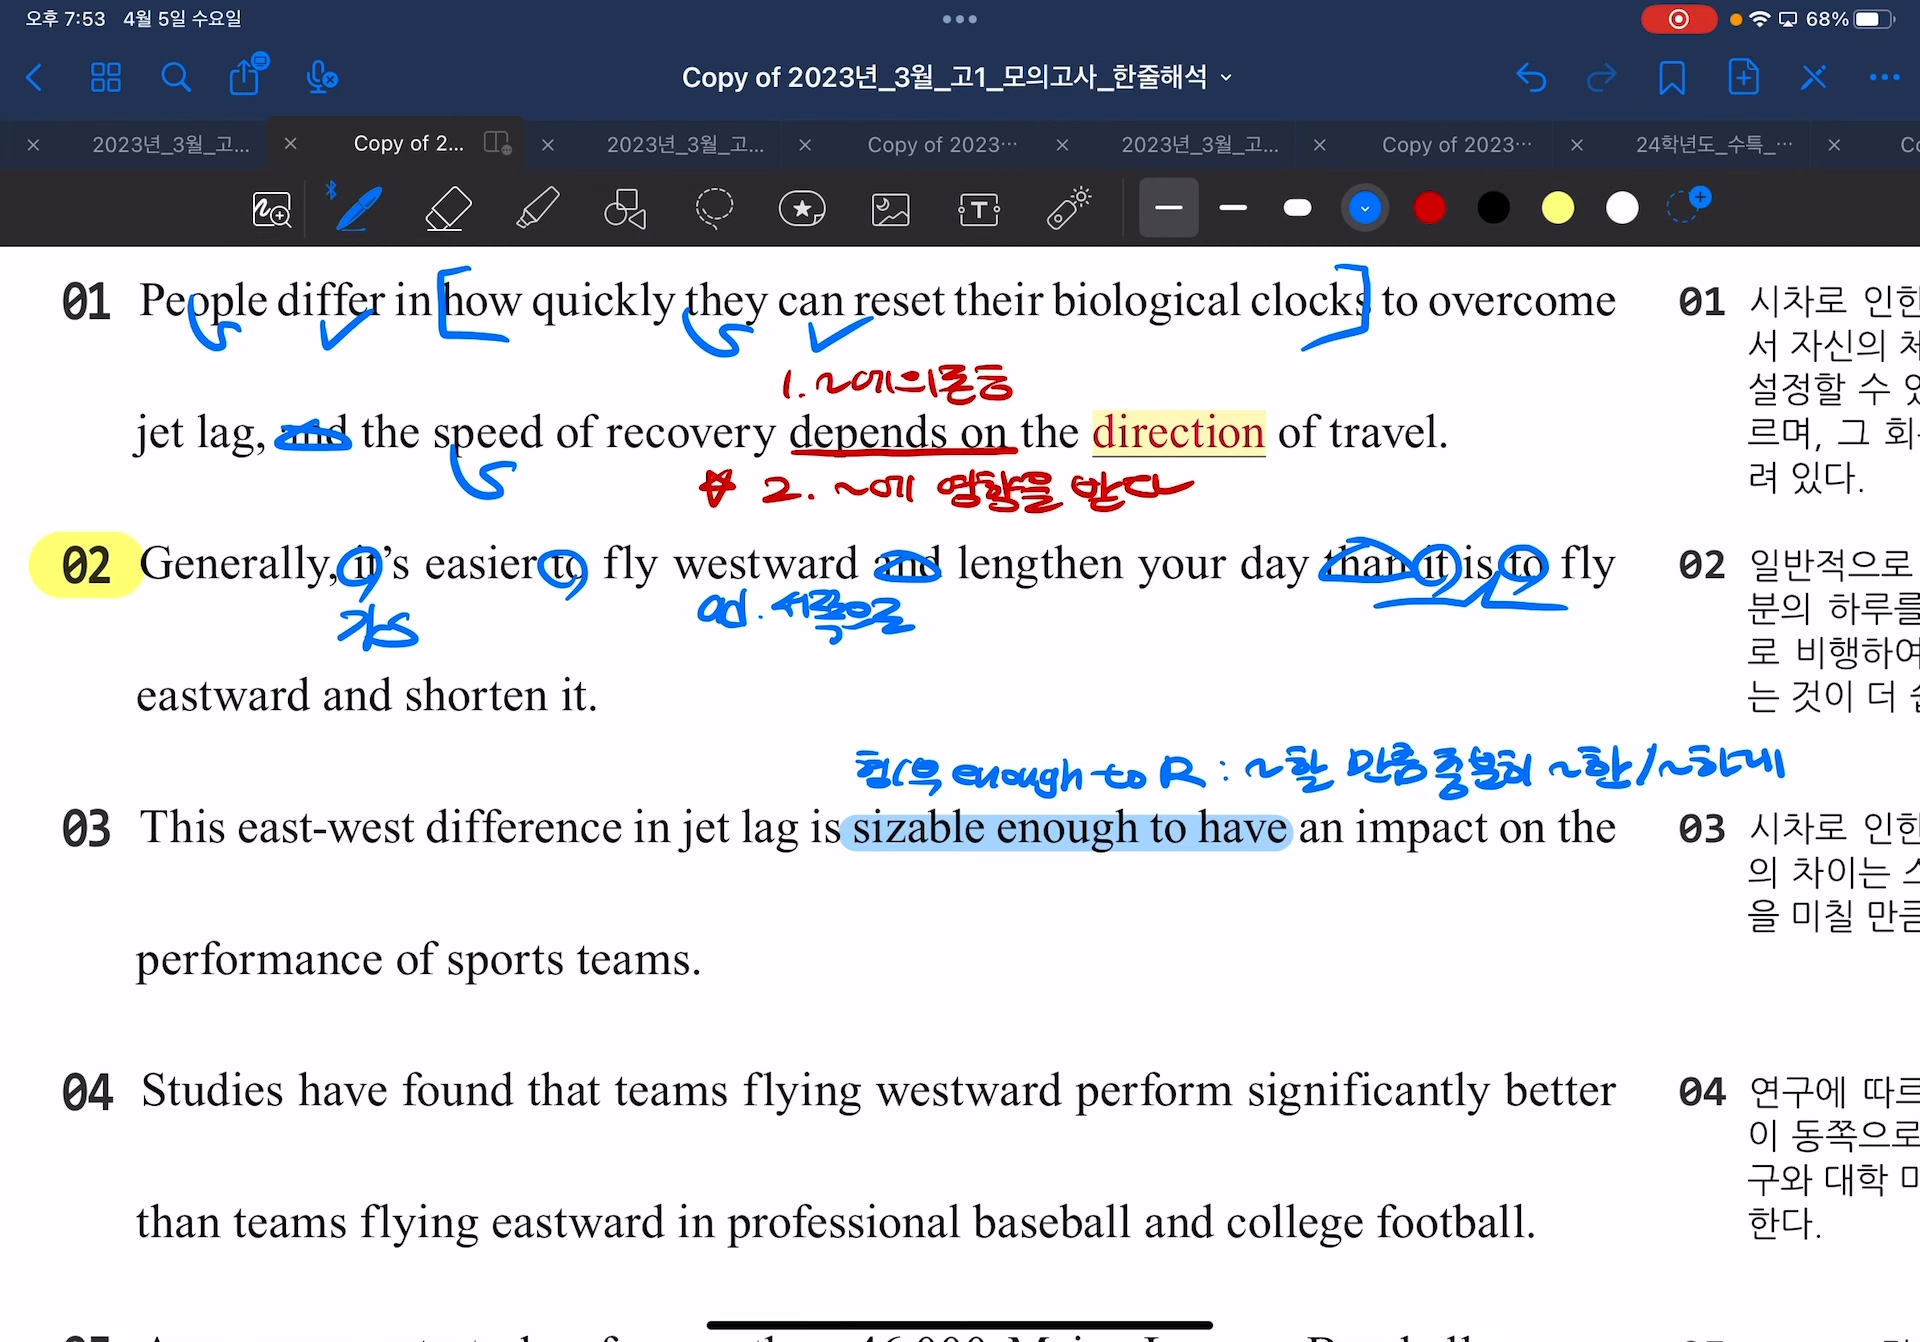 오후 7:53 4월 5일 수요일
68%
Copy of 2023년_3월_고1_모의고사_한줄해석
2023년_3월_고...
Copy of 2...
2023년_3월_고...
Copy of 2023...
2023년_3월_고...
Copy of 2023...
24학년도_수특_...
01 People differ in how quickly they can reset their biological clocks to overcome
1. ~에 의존함
jet lag, and the speed of recovery depends on the direction of travel.
2. ~에 영향을 받다
02 Generally, it's easier to fly westward and lengthen your day than it is to fly
가S
ad. 서쪽으로
eastward and shorten it.
형/부 enough to R : ~할 만큼 충분히 ~한/~하게
03 This east-west difference in jet lag is sizable enough to have an impact on the
performance of sports teams.
04 Studies have found that teams flying westward perform significantly better
than teams flying eastward in professional baseball and college football.
01 시차로 인한
서 자신의 체
설정할 수 있
르며, 그 회
려 있다.
02 일반적으로
분의 하루를
로 비행하여
는 것이 더 쉽
03 시차로 인한
의 차이는 스
을 미칠 만큼
04 연구에 따르
이 동쪽으로
구와 대학 미
한다.